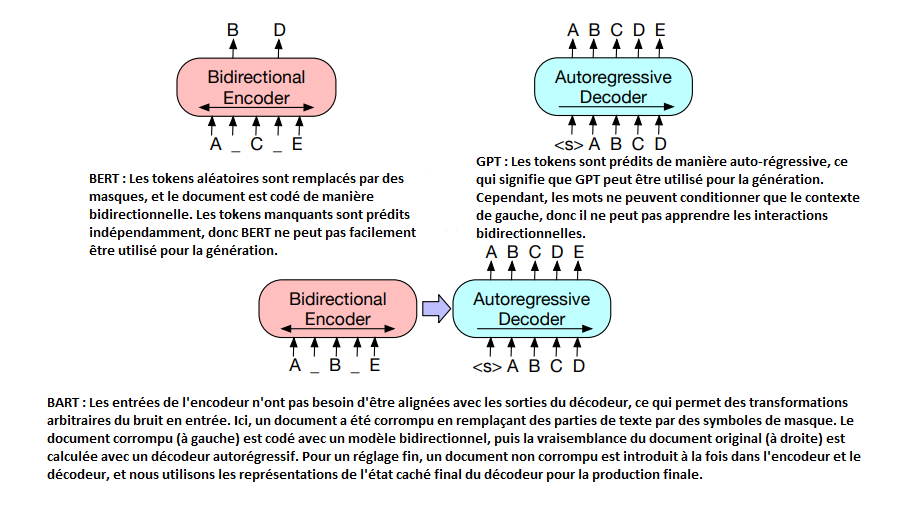 B D
Bidirectional
Encoder
A _ C _ E
BERT : Les tokens aléatoires sont remplacés par des
masques, et le document est codé de manière
bidirectionnelle. Les tokens manquants sont prédits
indépendamment, donc BERT ne peut pas facilement
être utilisé pour la génération.
A B C D E
Autoregressive
Decoder
<s> A B C D
GPT : Les tokens sont prédits de manière auto-régressive, ce
qui signifie que GPT peut être utilisé pour la génération.
Cependant, les mots ne peuvent conditionner que le contexte
de gauche, donc il ne peut pas apprendre les interactions
bidirectionnelles.
Bidirectional
Encoder
A _ B _ E
A B C D E
Autoregressive
Decoder
<s> A B C D
BART : Les entrées de l'encodeur n'ont pas besoin d'être alignées avec les sorties du décodeur, ce qui permet des transformations
arbitraires du bruit en entrée. Ici, un document a été corrompu en remplaçant des parties de texte par des symboles de masque. Le
document corrompu (à gauche) est codé avec un modèle bidirectionnel, puis la vraisemblance du document original (à droite) est
calculée avec un décodeur autorégressif. Pour un réglage fin, un document non corrompu est introduit à la fois dans l'encodeur et le
décodeur, et nous utilisons les représentations de l'état caché final du décodeur pour la production finale.